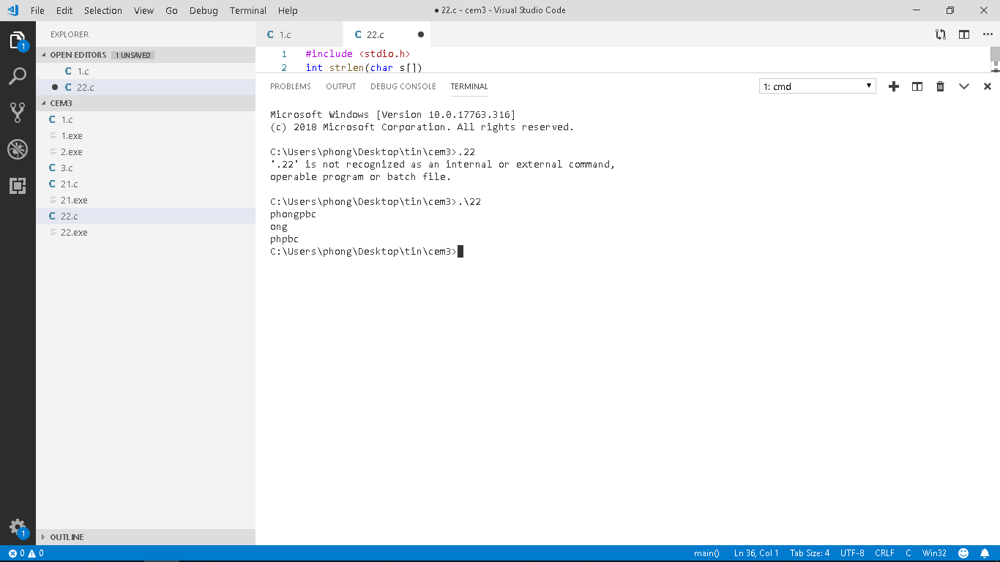 File Edit Selection View Go Debug Terminal Help
● 22.c - cem3 - Visual Studio Code
EXPLORER
OPEN EDITORS 1 UNSAVED
1.c
22.c
CEM3
C 1.c
1.exe
2.exe
C 3.c
C 21.c
21.exe
C 22.c
22.exe
OUTLINE
C 1.c
C 22.c
1 #include <stdio.h>
2 int strlen(char s[])
PROBLEMS OUTPUT DEBUG CONSOLE TERMINAL
1: cmd
Microsoft Windows [Version 10.0.17763.316]
(c) 2018 Microsoft Corporation. All rights reserved.
C:\Users\phong\Desktop\tin\cem3>.22
'.22' is not recognized as an internal or external command,
operable program or batch file.
C:\Users\phong\Desktop\tin\cem3>.\22
phongpbc
ong
phpbc
C:\Users\phong\Desktop\tin\cem3>
1
1
0 0
main() Ln 36, Col 1 Tab Size: 4 UTF-8 CRLF C Win32